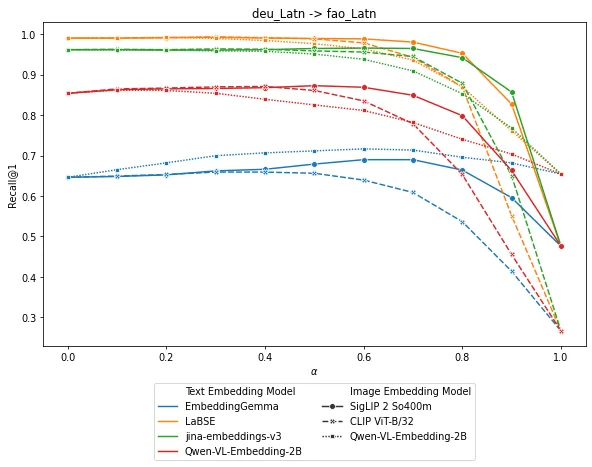 deu_Latn -> fao_Latn
1.0
0.9
0.8
0.7
0.6
0.5
0.4
0.3
Recall@1
0.0 0.2 0.4 0.6 0.8 1.0
α
Text Embedding Model Image Embedding Model
EmbeddingGemma SigLIP 2 So400m
LaBSE CLIP ViT-B/32
jina-embeddings-v3 Qwen-VL-Embedding-2B
Qwen-VL-Embedding-2B